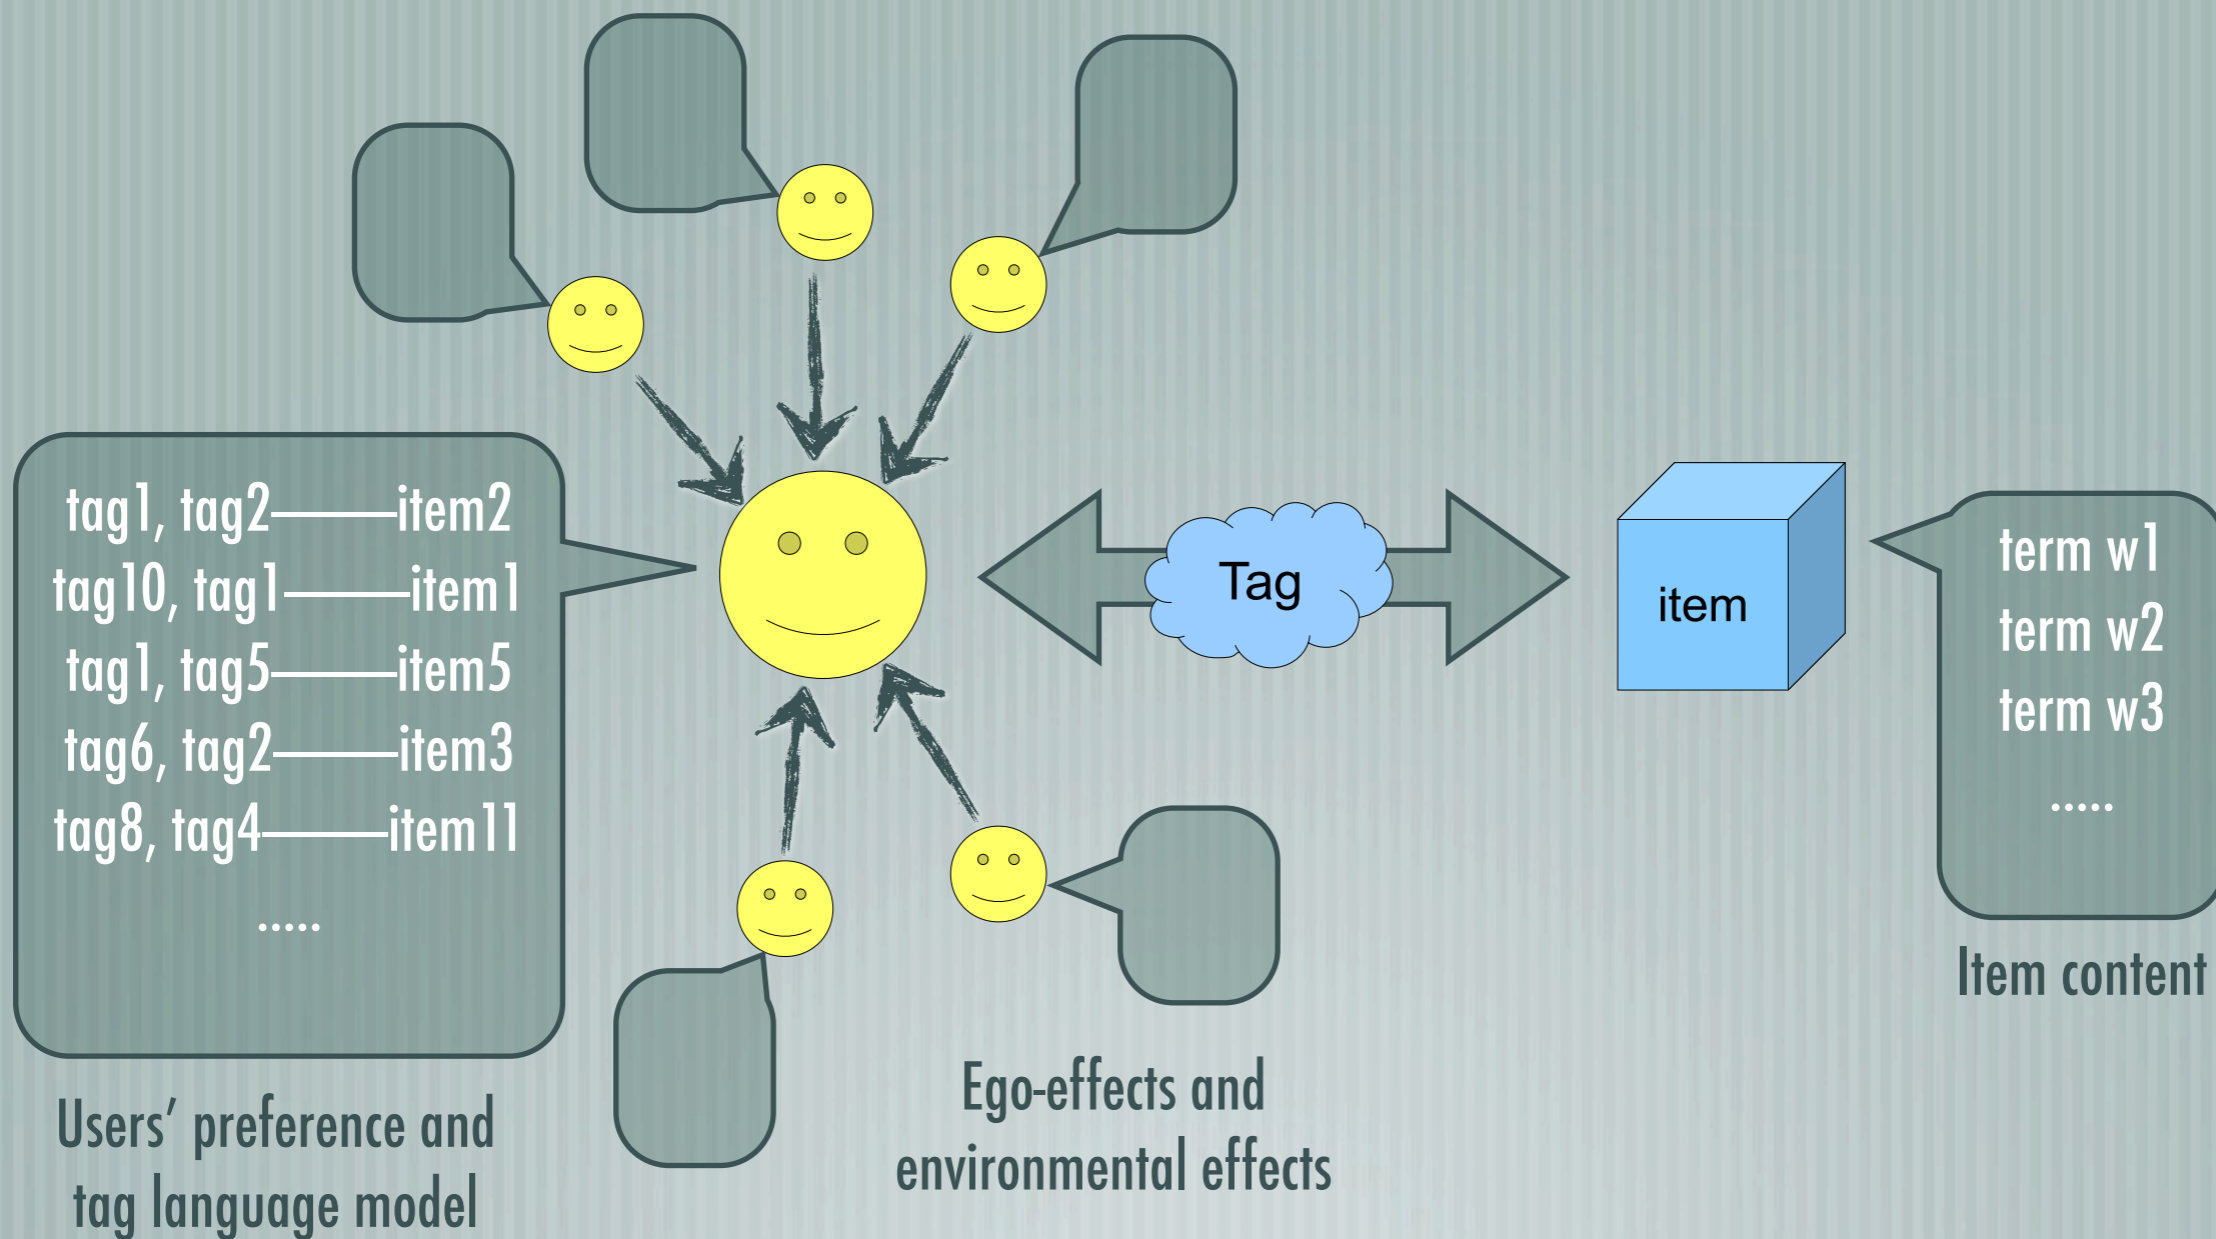 tag1, tag2———item2
tag10, tag1———item1
tag1, tag5———item5
tag6, tag2———item3
tag8, tag4———item11
.....
Users’ preference and
tag language model
Tag
item
Ego-effects and
environmental effects
term w1
term w2
term w3
.....
Item content